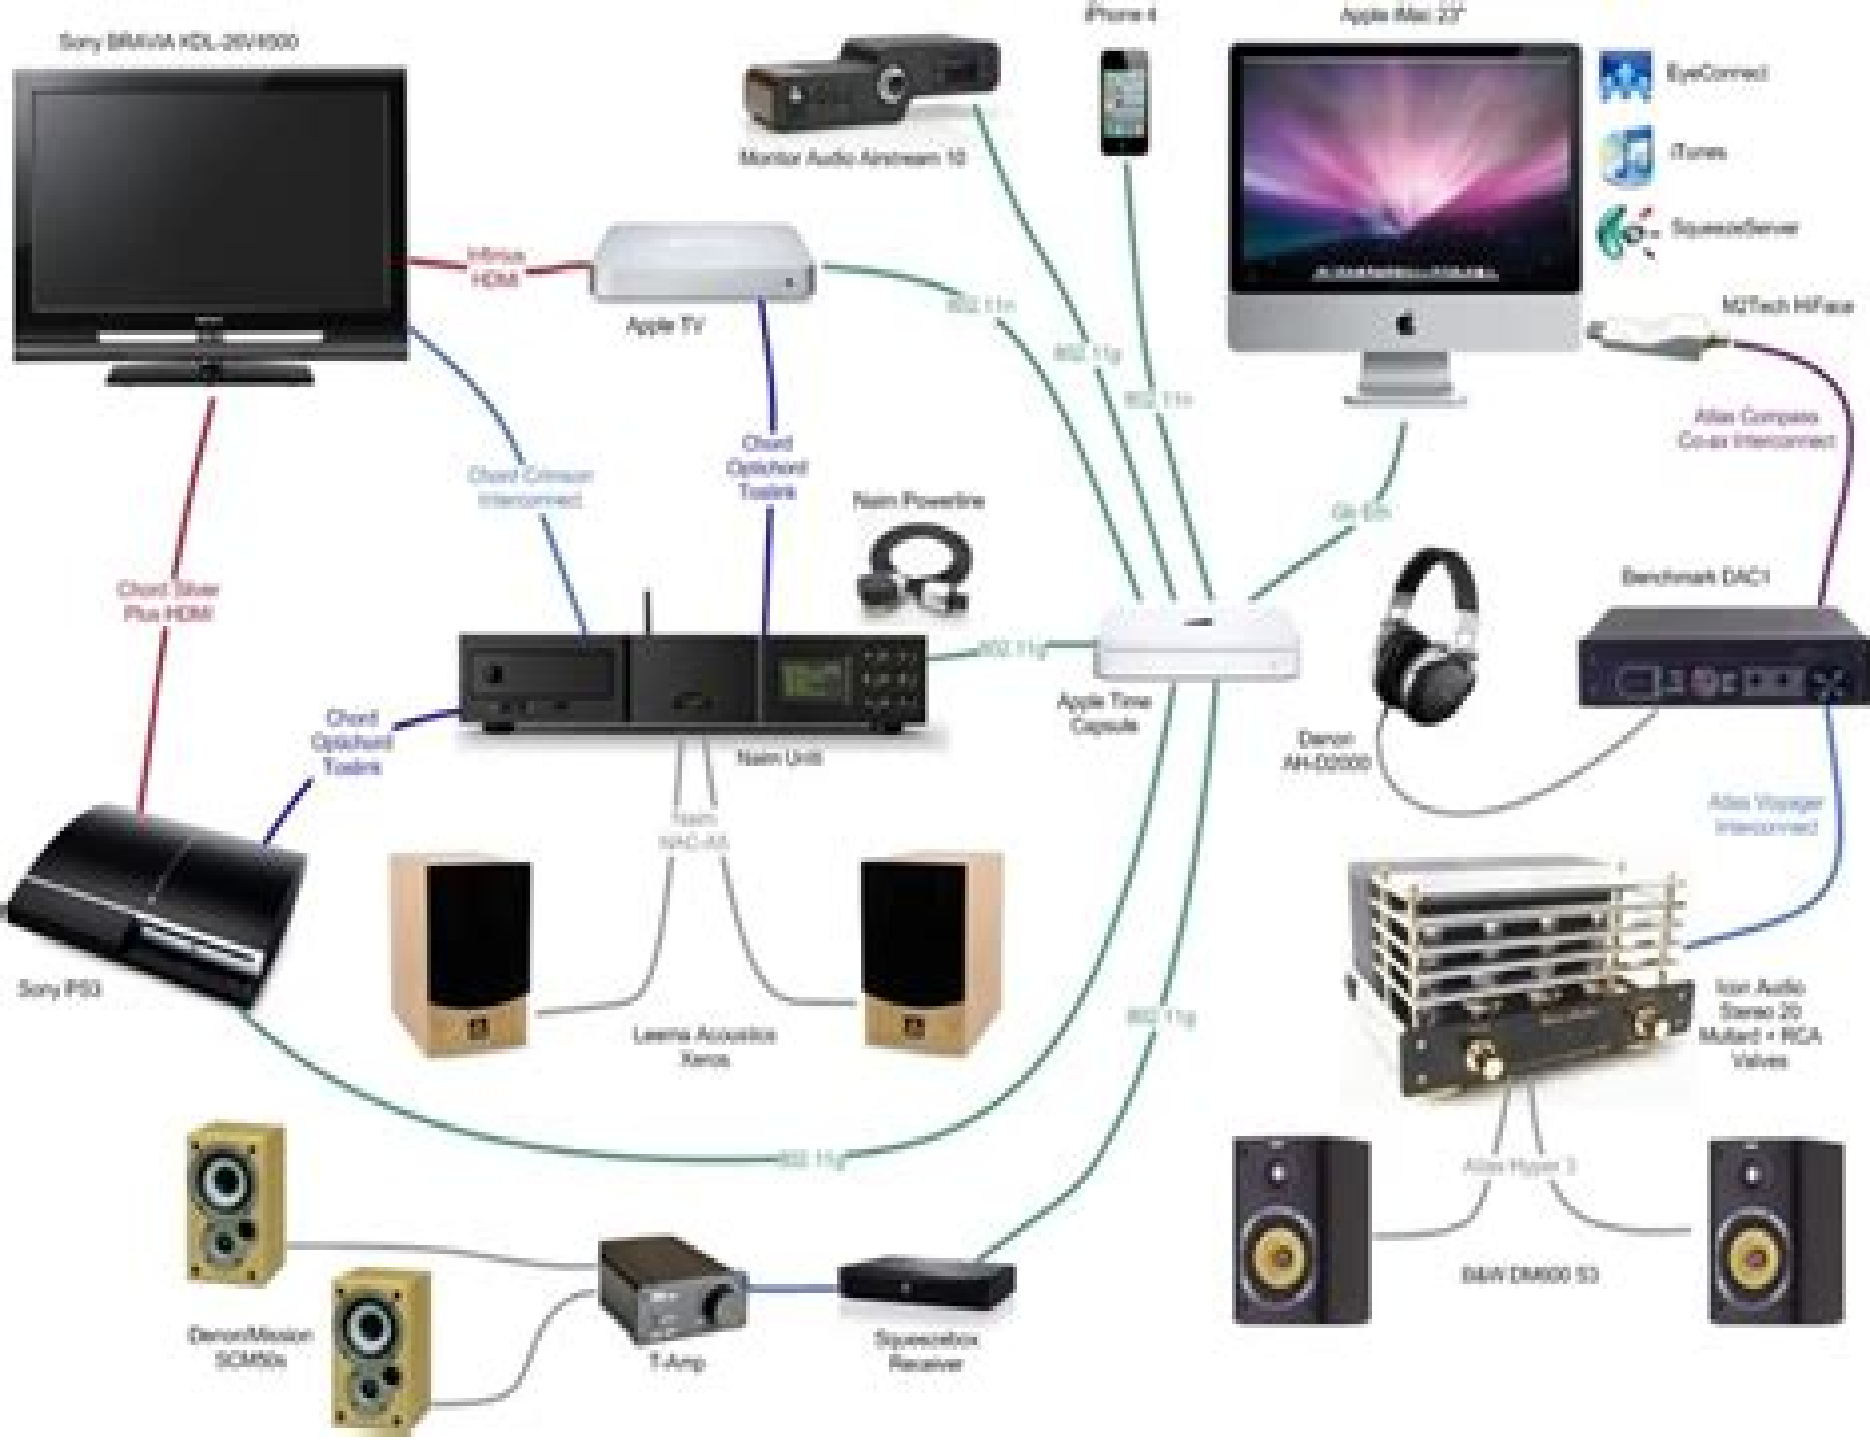 iPhone 4
Apple iMac 23"
Sony BRAVIA KDL-26V4500
EyeConnect
Monitor Audio Airstream 10
iTunes
SqueezeServer
Infinius
HDMI
Apple TV
802.11n
M2Tech HiFace
802.11g
802.11n
Atlas Compass
Co-ax Interconnect
Chord
Optichord
Toslink
Chord Crimson
Interconnect
Naim Powerline
Gb Eth
Chord Silver
Plus HDMI
Benchmark DAC1
802.11g
Apple Time
Capsule
Chord
Optichord
Toslink
Naim Uniti
Denon
AH-D2000
Naim
NAC-A5
Atlas Voyager
Interconnect
Sony PS3
Leema Acoustics
Xeros
802.11g
Icon Audio
Stereo 20
Mullard + RCA
Valves
802.11g
Atlas Hyper 3
B&W DM600 S3
Denon/Mission
SCM50s
T-Amp
Squeezebox
Receiver